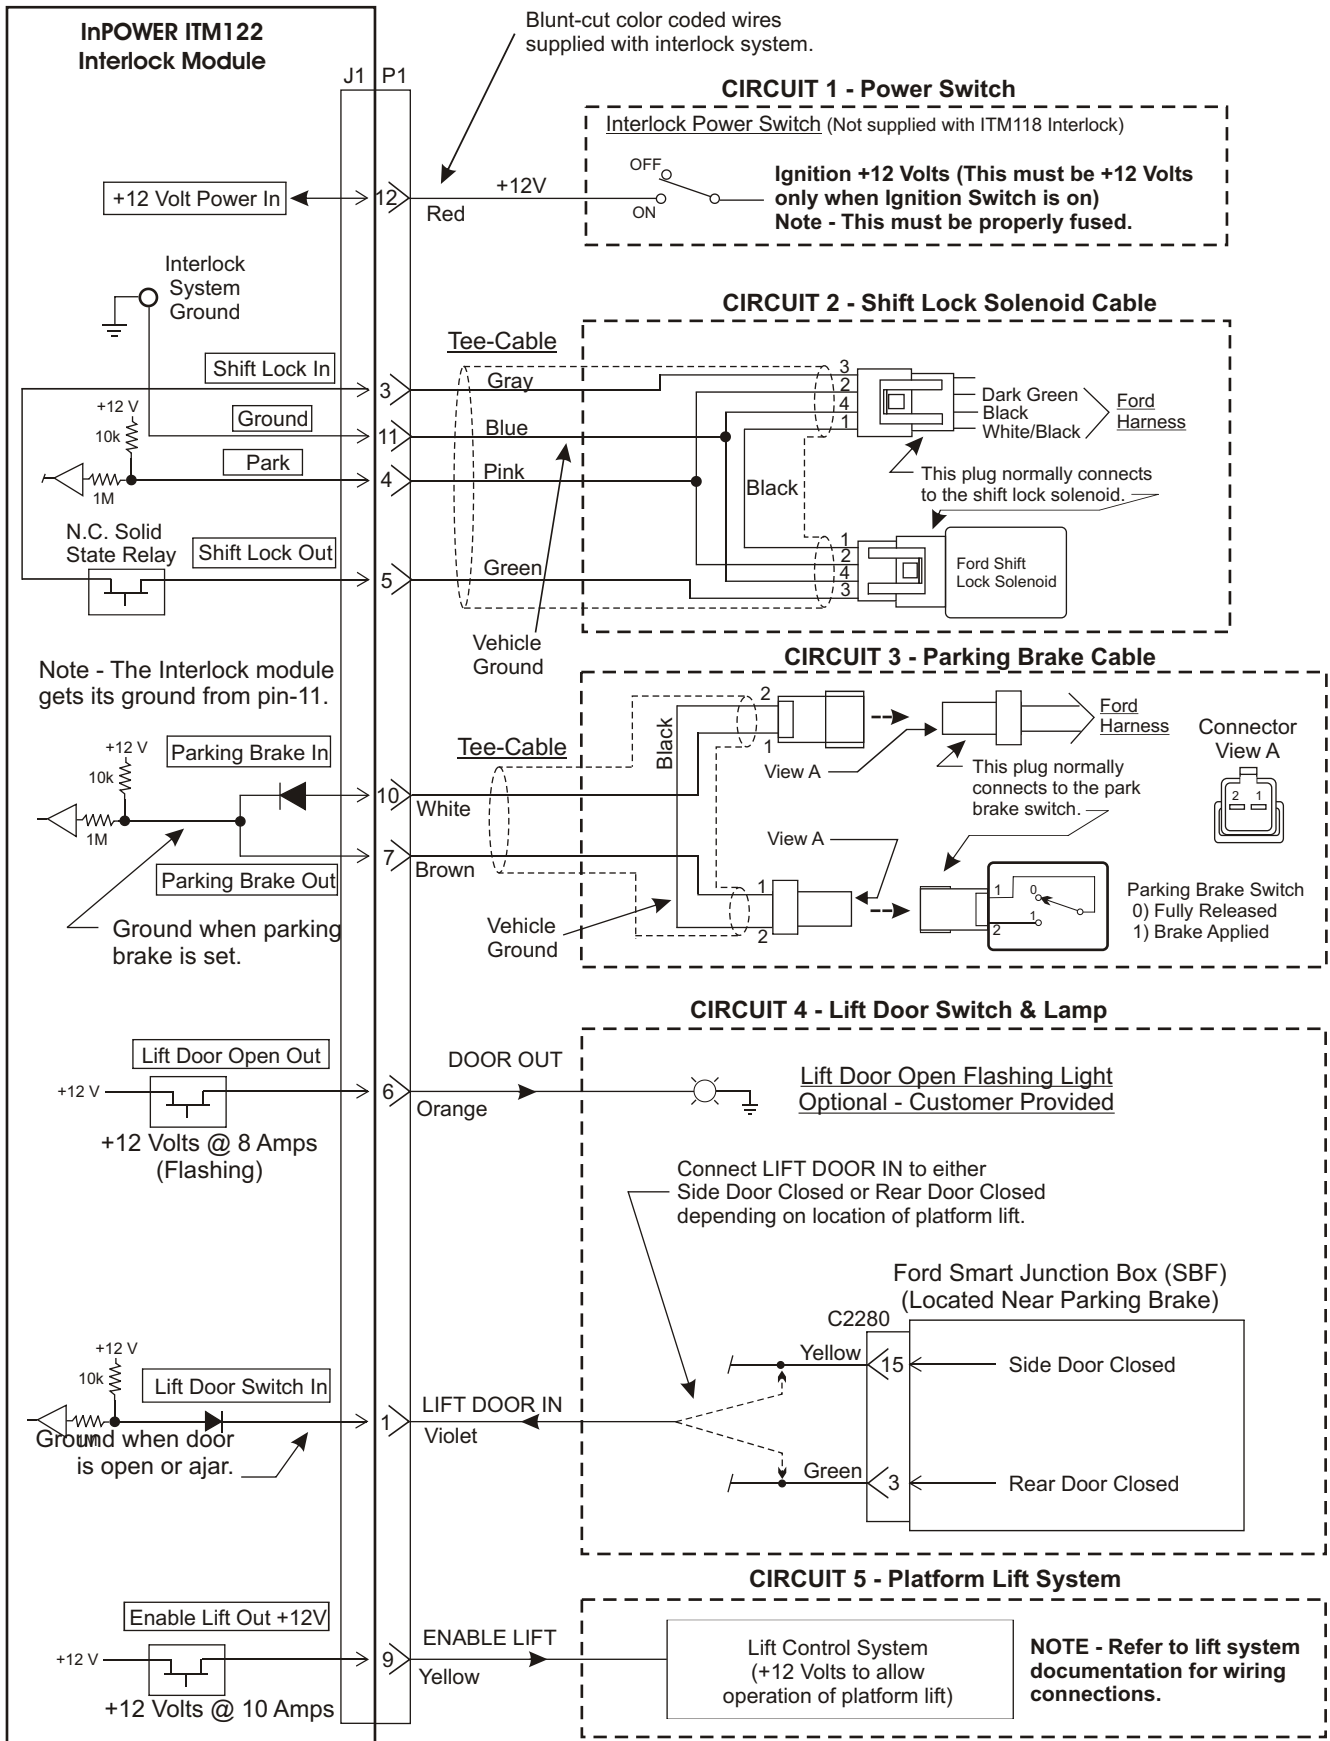 InPOWER ITM122
Interlock Module
J1
P1
Blunt-cut color coded wires
supplied with interlock system.
CIRCUIT 1 - Power Switch
Interlock Power Switch (Not supplied with ITM118 Interlock)
OFF
ON
Ignition +12 Volts (This must be +12 Volts
only when Ignition Switch is on)
Note - This must be properly fused.
+12 Volt Power In
12
+12V
Red
Interlock
System
Ground
CIRCUIT 2 - Shift Lock Solenoid Cable
Tee-Cable
Shift Lock In
3
Gray
3
2
4
1
Dark Green
Black
White/Black
Ford
Harness
+12 V
10k
1M
Ground
11
Blue
Park
4
Pink
Black
This plug normally connects
to the shift lock solenoid.
N.C. Solid
State Relay
Shift Lock Out
5
Green
1
2
4
3
Ford Shift
Lock Solenoid
Vehicle
Ground
Note - The Interlock module
gets its ground from pin-11.
CIRCUIT 3 - Parking Brake Cable
Tee-Cable
Black
2
1
View A
Ford
Harness
Connector
View A
2 1
This plug normally
connects to the park
brake switch.
+12 V
10k
1M
Parking Brake In
10
White
7
Brown
Parking Brake Out
View A
1
2
1
2
0
1
Parking Brake Switch
0) Fully Released
1) Brake Applied
Ground when parking
brake is set.
Vehicle
Ground
CIRCUIT 4 - Lift Door Switch & Lamp
Lift Door Open Out
+12 V
6
DOOR OUT
Orange
Lift Door Open Flashing Light
Optional - Customer Provided
+12 Volts @ 8 Amps
(Flashing)
Connect LIFT DOOR IN to either
Side Door Closed or Rear Door Closed
depending on location of platform lift.
Ford Smart Junction Box (SBF)
(Located Near Parking Brake)
C2280
Yellow
15
Side Door Closed
+12 V
10k
1M
Lift Door Switch In
1
LIFT DOOR IN
Violet
Ground when door
is open or ajar.
Green
3
Rear Door Closed
CIRCUIT 5 - Platform Lift System
Enable Lift Out +12V
+12 V
9
ENABLE LIFT
Yellow
+12 Volts @ 10 Amps
Lift Control System
(+12 Volts to allow
operation of platform lift)
NOTE - Refer to lift system
documentation for wiring
connections.